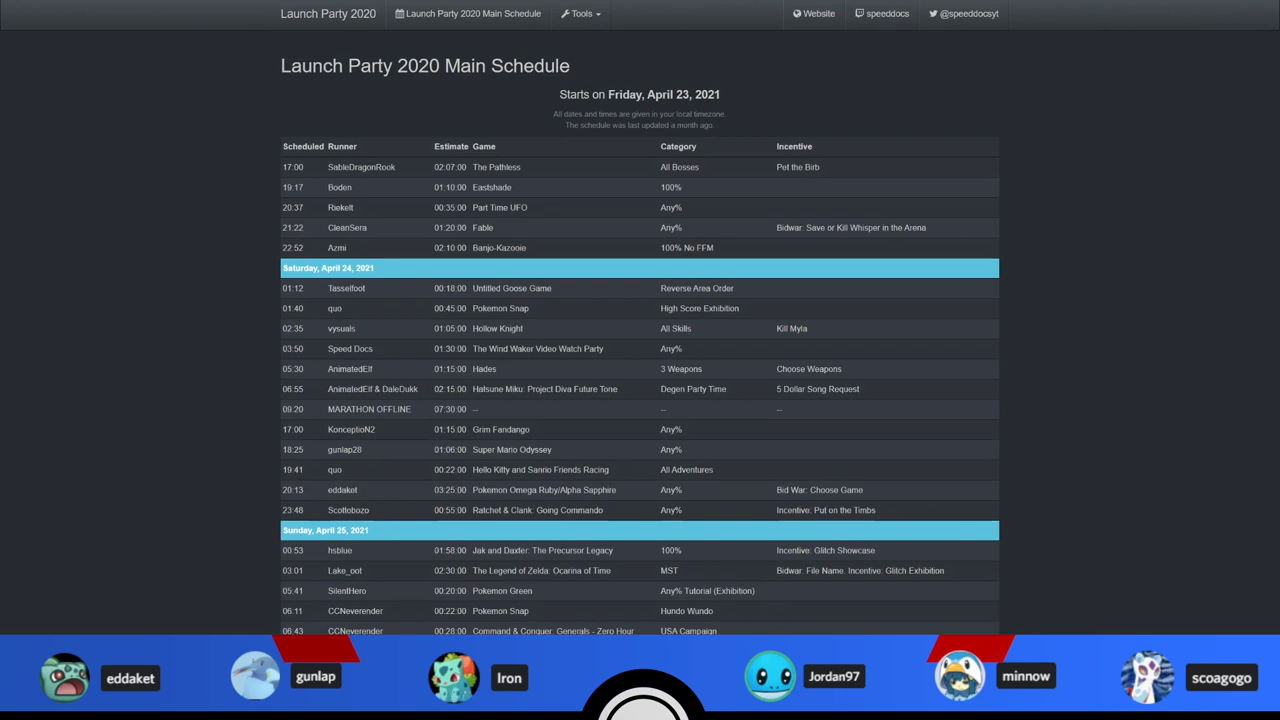 Launch Party 2020 Launch Party 2020 Main Schedule Tools Website speeddocs @speeddocsyt
Launch Party 2020 Main Schedule
Starts on Friday, April 23, 2021
All dates and times are given in your local timezone.
The schedule was last updated a month ago.
Scheduled Runner Estimate Game Category Incentive
17:00 SableDragonRook 02:07:00 The Pathless All Bosses Pet the Birb
19:17 Boden 01:10:00 Eastshade 100%
20:37 Riekelt 00:35:00 Part Time UFO Any%
21:22 CleanSera 01:20:00 Fable Any% Bidwar: Save or Kill Whisper in the Arena
22:52 Azmi 02:10:00 Banjo-Kazooie 100% No FFM
Saturday, April 24, 2021
01:12 Tasselfoot 00:18:00 Untitled Goose Game Reverse Area Order
01:40 quo 00:45:00 Pokemon Snap High Score Exhibition
02:35 vysuals 01:05:00 Hollow Knight All Skills Kill Myla
03:50 Speed Docs 01:30:00 The Wind Waker Video Watch Party Any%
05:30 AnimatedElf 01:15:00 Hades 3 Weapons Choose Weapons
06:55 AnimatedElf & DaleDukk 02:15:00 Hatsune Miku: Project Diva Future Tone Degen Party Time 5 Dollar Song Request
09:20 MARATHON OFFLINE 07:30:00 -- -- --
17:00 KonceptioN2 01:15:00 Grim Fandango Any%
18:25 gunlap28 01:06:00 Super Mario Odyssey Any%
19:41 quo 00:22:00 Hello Kitty and Sanrio Friends Racing All Adventures
20:13 eddaket 03:25:00 Pokemon Omega Ruby/Alpha Sapphire Any% Bid War: Choose Game
23:48 Scottobozo 00:55:00 Ratchet & Clank: Going Commando Any% Incentive: Put on the Timbs
Sunday, April 25, 2021
00:53 hsblue 01:58:00 Jak and Daxter: The Precursor Legacy 100% Incentive: Glitch Showcase
03:01 Lake_oot 02:30:00 The Legend of Zelda: Ocarina of Time MST Bidwar: File Name. Incentive: Glitch Exhibition
05:41 SilentHero 00:20:00 Pokemon Green Any% Tutorial (Exhibition)
06:11 CCNeverender 00:22:00 Pokemon Snap Hundo Wundo
06:43 CCNeverender 00:28:00 Command & Conquer: Generals - Zero Hour USA Campaign
eddaket gunlap Iron Jordan97 minnow scoagogo